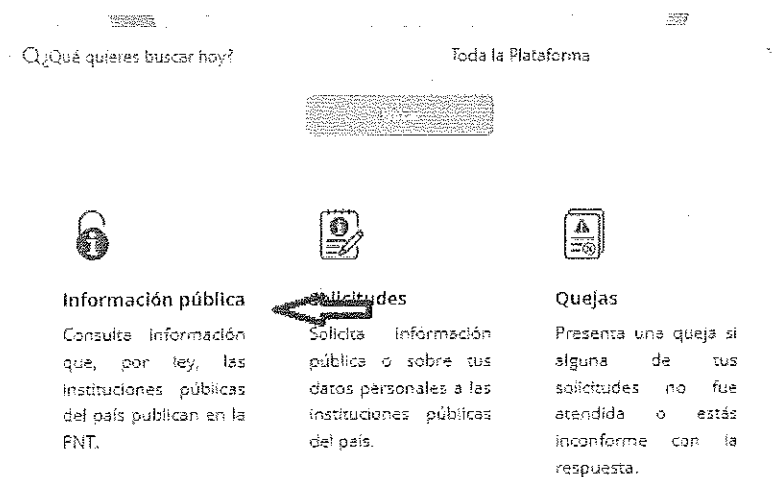 ¿Qué quieres buscar hoy?
Toda la Plataforma
Información pública
Consulta información
que, por ley, las
instituciones públicas
del país publican en la
PNT.
Solicitudes
Solicita información
pública o sobre tus
datos personales a las
instituciones públicas
del país.
Quejas
Presenta una queja si
alguna de tus
solicitudes no fue
atendida o estás
inconforme con la
respuesta.